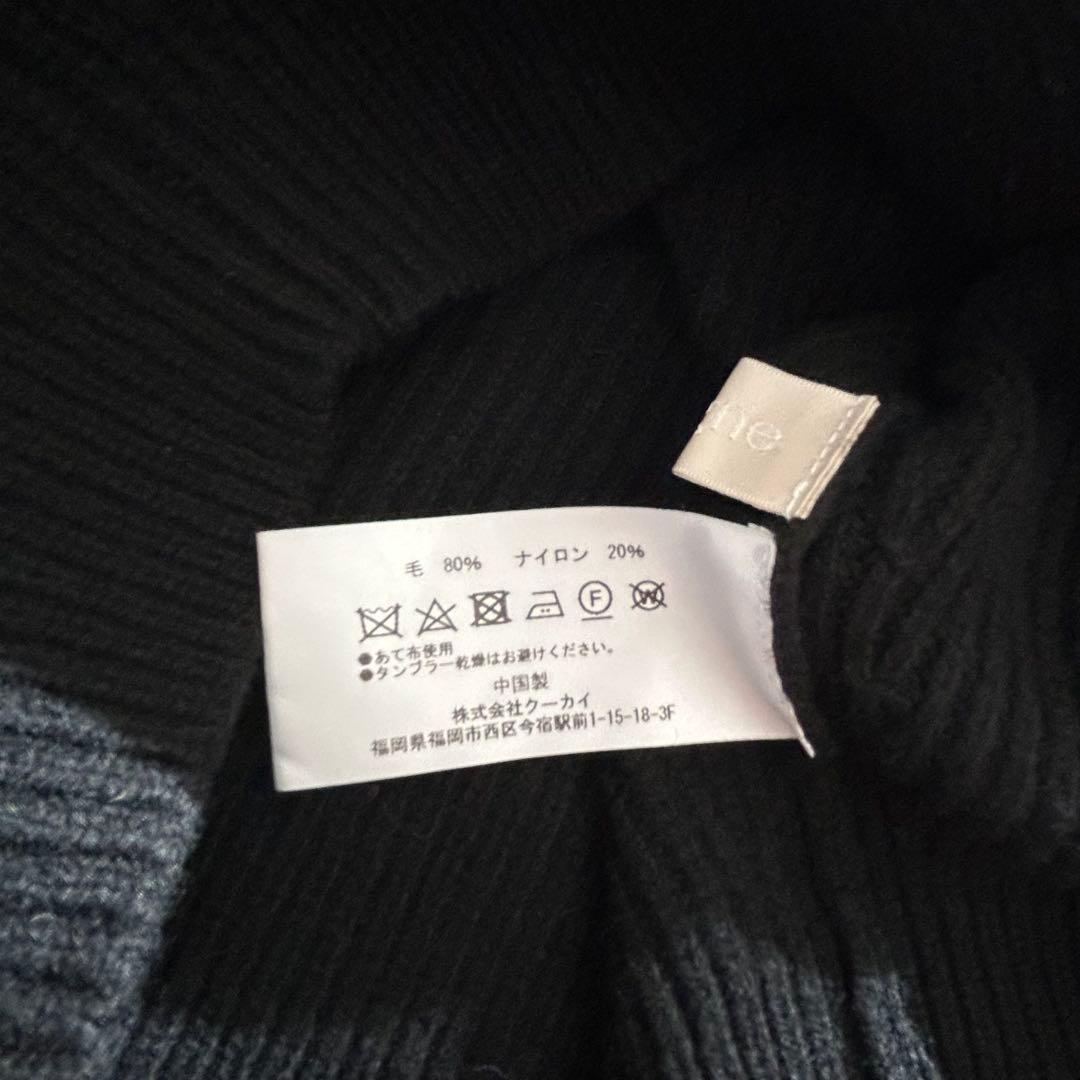 me
毛 80% ナイロン 20%
F W
●あて布使用
●タンブラー乾燥はお避けください。
中国製
株式会社クーカイ
福岡県福岡市西区今宿駅前1-15-18-3F